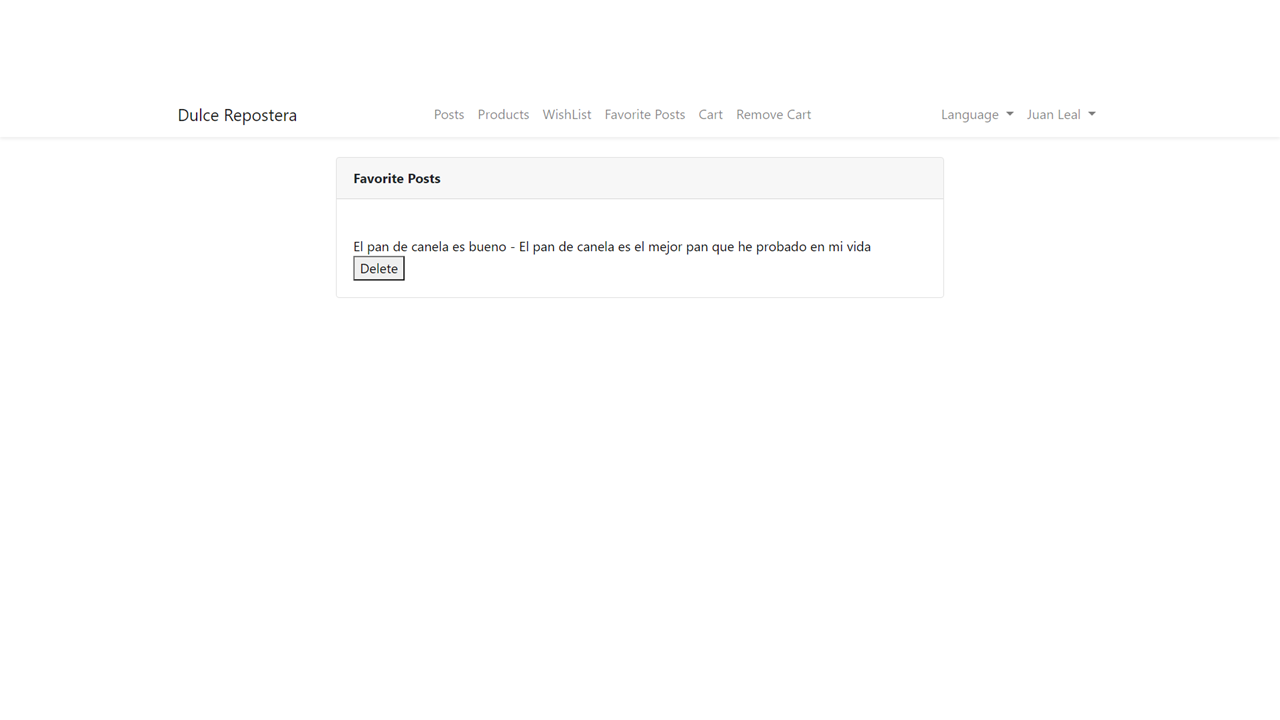 Dulce Repostera Posts Products WishList Favorite Posts Cart Remove Cart Language Juan Leal
Favorite Posts
El pan de canela es bueno - El pan de canela es el mejor pan que he probado en mi vida
Delete